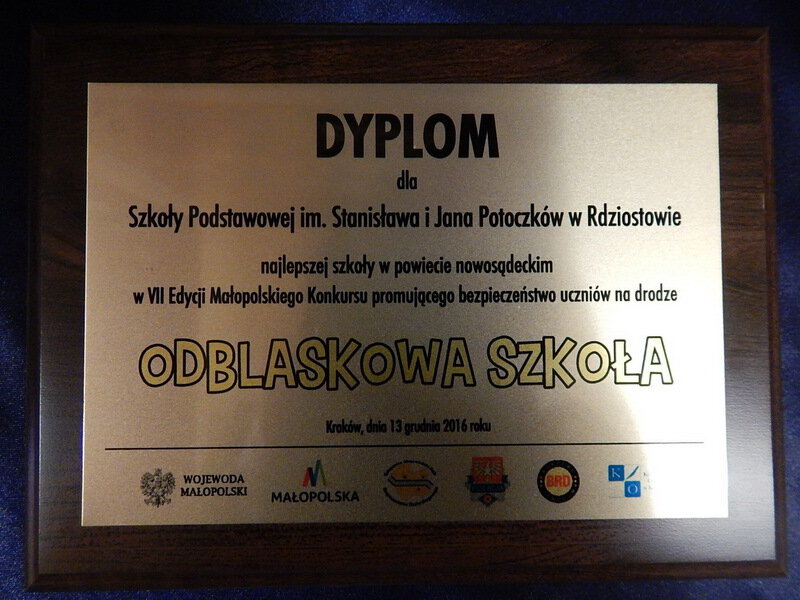 DYPLOM
dla
Szkoły Podstawowej im. Stanisława i Jana Potoczków w Rdziostowie
najlepszej szkoły w powiecie nowosądeckim
w VII Edycji Małopolskiego Konkursu promującego bezpieczeństwo uczniów na drodze
ODBLASKOWA SZKOŁA
Kraków, dnia 13 grudnia 2016 roku
WOJEWODA
MAŁOPOLSKI
MAŁOPOLSKA
BRD
K
O